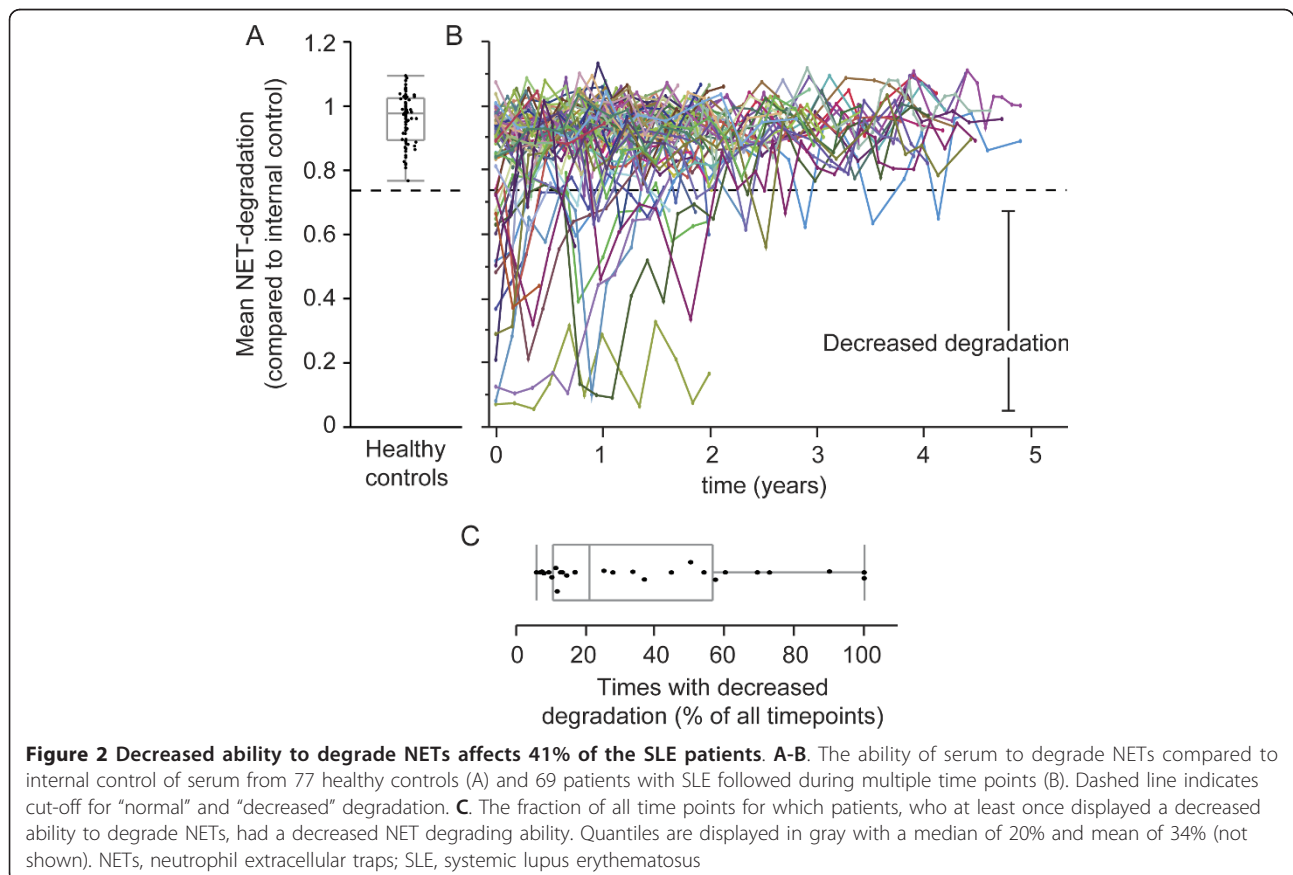 A
B
1.2
1
0.8
0.6
0.4
0.2
0
Mean NET-degradation
(compared to internal control)
Healthy
controls
Decreased degradation
0 1 2 3 4 5
time (years)
C
0 20 40 60 80 100
Times with decreased
degradation (% of all timepoints)
Figure 2 Decreased ability to degrade NETs affects 41% of the SLE patients. A-B. The ability of serum to degrade NETs compared to
internal control of serum from 77 healthy controls (A) and 69 patients with SLE followed during multiple time points (B). Dashed line indicates
cut-off for “normal” and “decreased” degradation. C. The fraction of all time points for which patients, who at least once displayed a decreased
ability to degrade NETs, had a decreased NET degrading ability. Quantiles are displayed in gray with a median of 20% and mean of 34% (not
shown). NETs, neutrophil extracellular traps; SLE, systemic lupus erythematosus